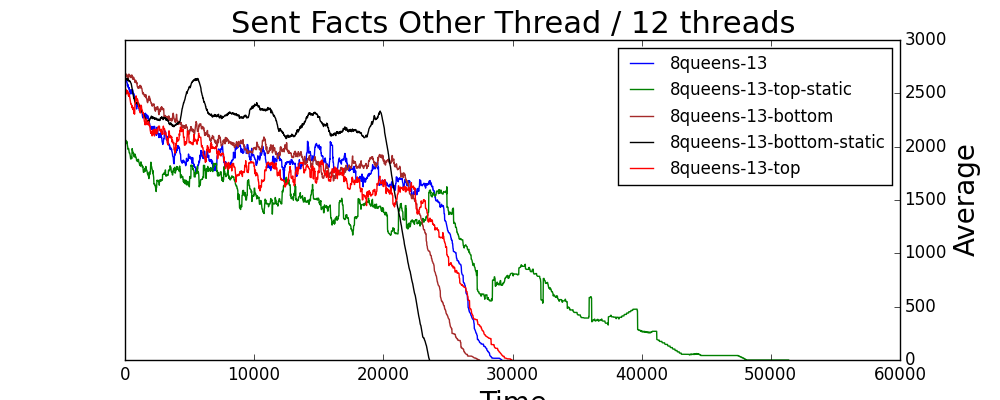 Sent Facts Other Thread / 12 threads
3000
8queens-13
8queens-13-top-static
2500
8queens-13-bottom
8queens-13-bottom-static
2000
8queens-13-top
1500
Average
1000
500
0
0 10000 20000 30000 40000 50000 60000
Time